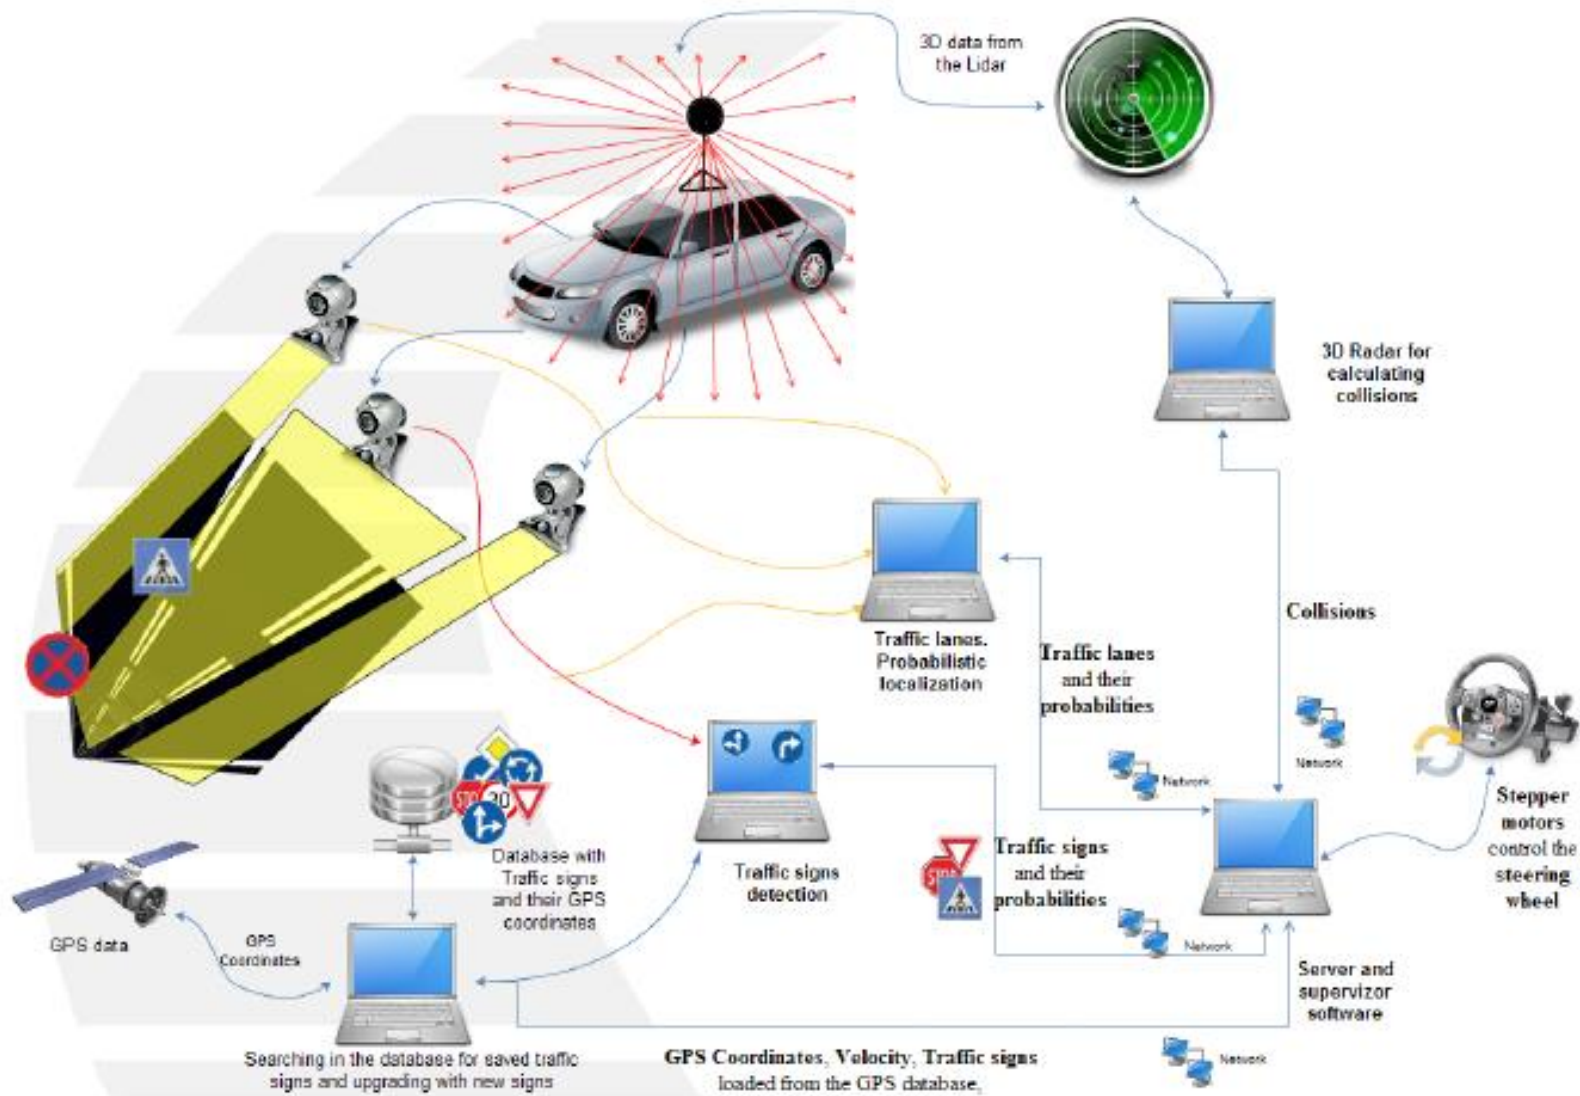 3D data from
the Lidar
3D Radar for
calculating
collisions
Traffic lanes.
Probabilistic
localization
Collisions
Traffic lanes
and their
probabilities
Network
Network
Stepper
motors
control the
steering
wheel
STOP
30
Database with
Traffic signs
and their GPS
coordinates
Traffic signs
detection
STOP
Traffic signs
and their
probabilities
Network
GPS data
GPS
Coordinates
Server and
supervizor
software
Searching in the database for saved traffic
signs and upgrading with new signs
GPS Coordinates, Velocity, Traffic signs
loaded from the GPS database,
Network